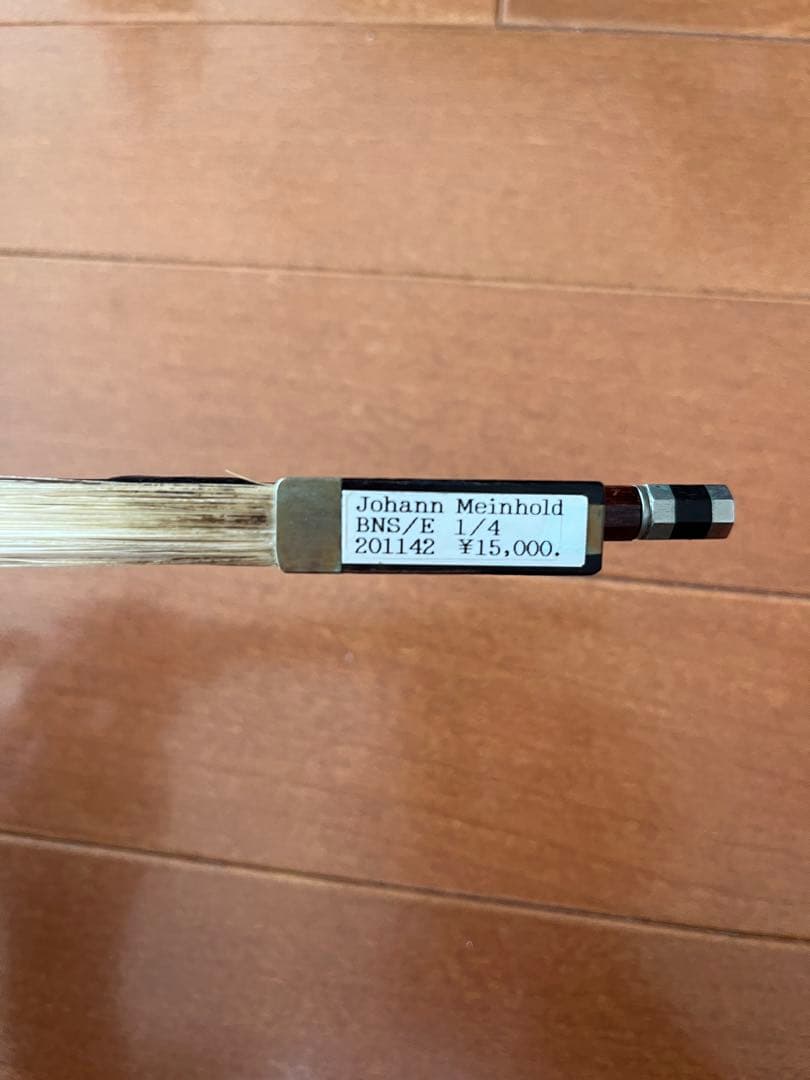 Johann Meinhold
BNS/E 1/4
201142 ¥15,000.